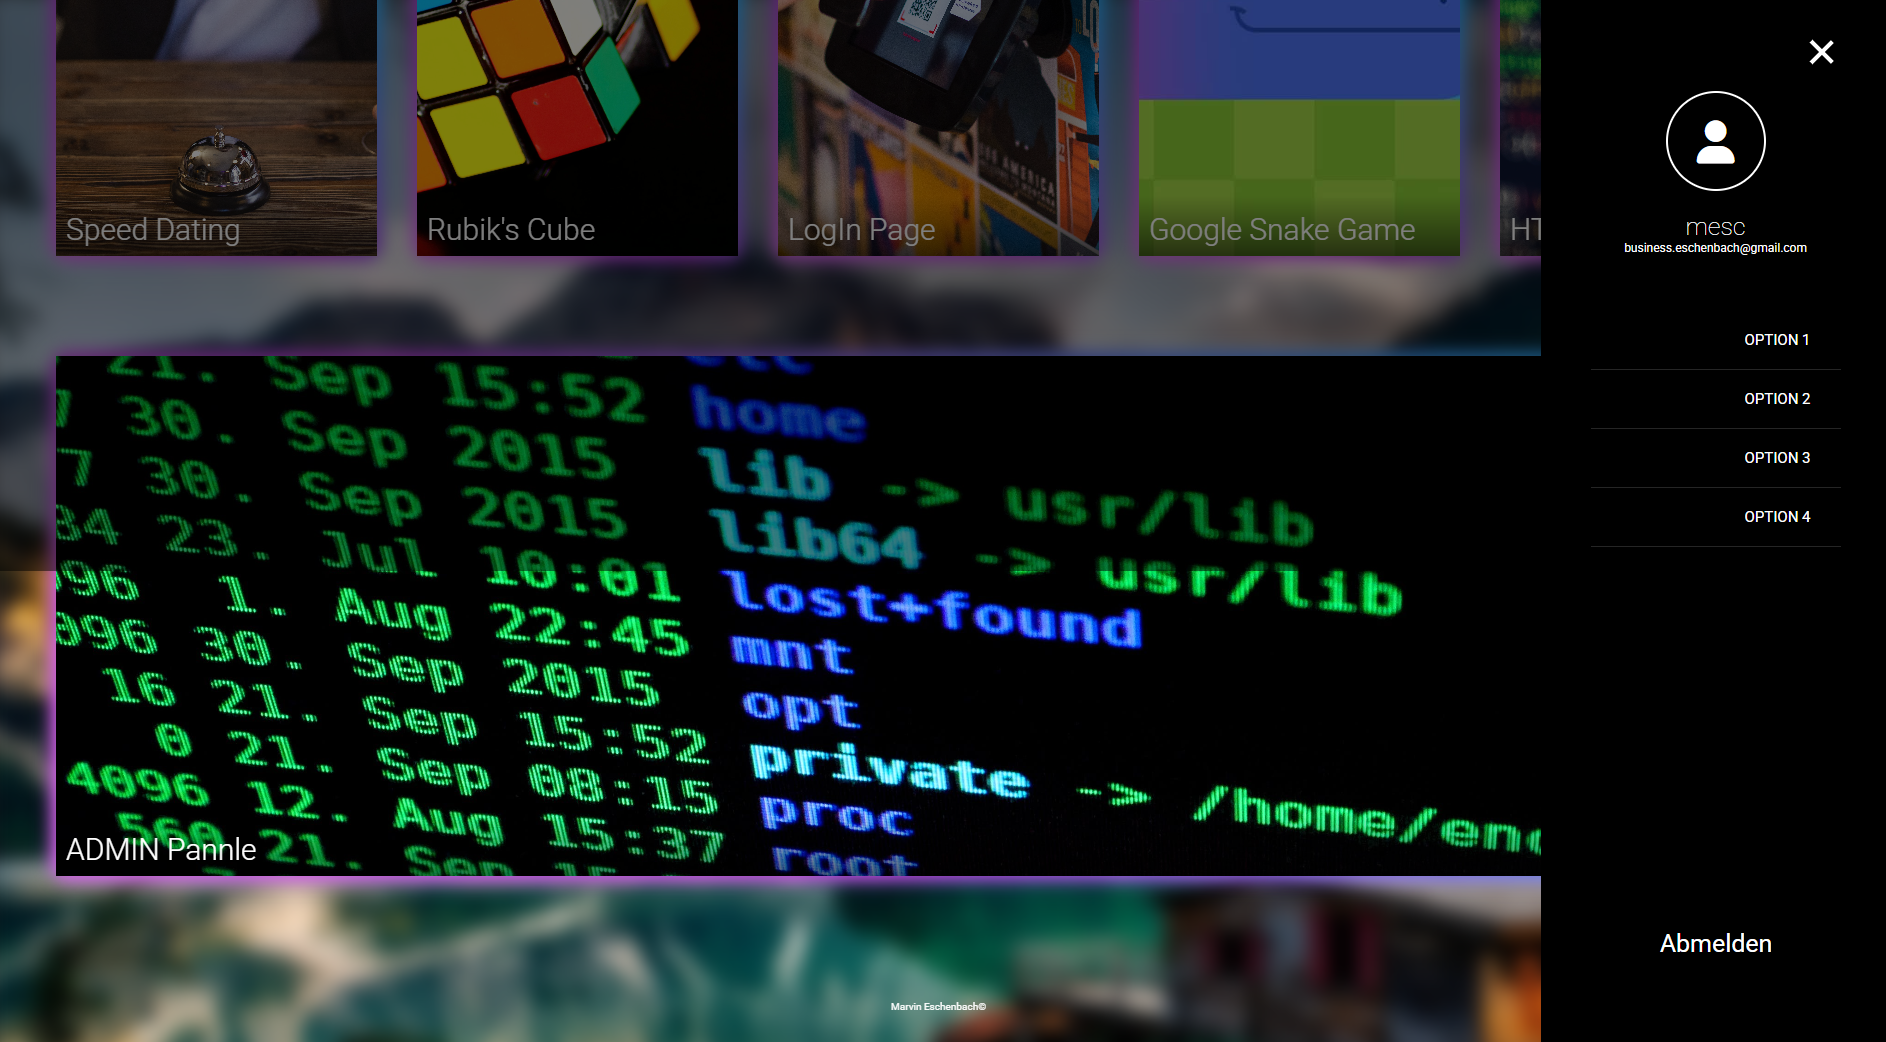 Speed Dating
Rubik's Cube
LogIn Page
Google Snake Game
HT
mesc
business.eschenbach@gmail.com
OPTION 1
OPTION 2
OPTION 3
OPTION 4
21. Sep 15:52
30. Sep 2015 home
7 30. Sep 2015 lib -> usr/lib
23. Jul 10:01 lib64 -> usr/lib
096 1. Aug 22:45 lost+found
096 30. Sep 2015 mnt
16 21. Sep 15:52 opt
0 21. Sep 08:15 private -> /home/enc
4096 12. Aug 15:37 proc
560 21. Sep root
ADMIN Pannle
Abmelden
Marvin Eschenbach©